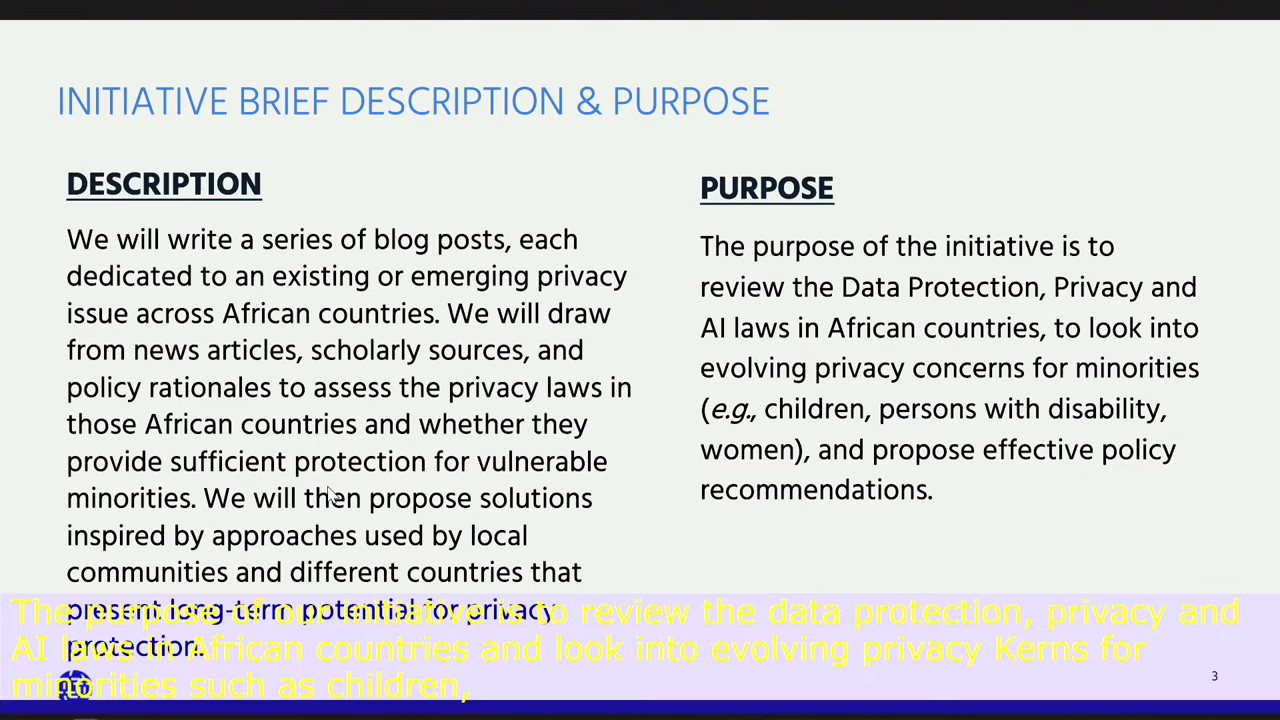 INITIATIVE BRIEF DESCRIPTION & PURPOSE
DESCRIPTION
We will write a series of blog posts, each
dedicated to an existing or emerging privacy
issue across African countries. We will draw
from news articles, scholarly sources, and
policy rationales to assess the privacy laws in
those African countries and whether they
provide sufficient protection for vulnerable
minorities. We will then propose solutions
inspired by approaches used by local
communities and different countries that
present long-term potential for privacy
protection.
PURPOSE
The purpose of the initiative is to
review the Data Protection, Privacy and
AI laws in African countries, to look into
evolving privacy concerns for minorities
(e.g., children, persons with disability,
women), and propose effective policy
recommendations.
The purpose of our initiative is to review the data protection, privacy and
AI laws in African countries and look into evolving privacy Kerns for
minorities such as children,
3